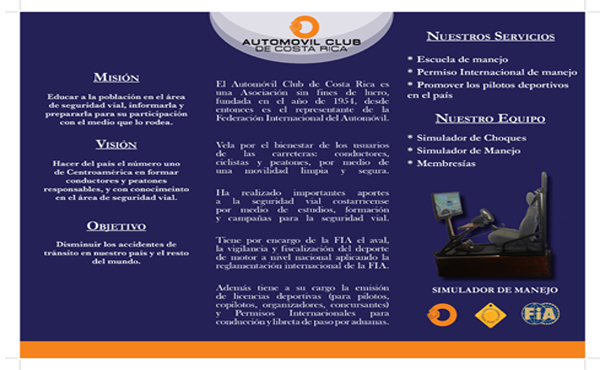 MISIÓN
Educar a la población en el área
de seguridad vial, informarla y
prepararla para su participación
con el medio que lo rodea.
VISIÓN
Hacer del país el número uno
de Centroamérica en formar
conductores y peatones
responsables, y con conocimeinto
en el área de seguridad vial.
OBJETIVO
Disminuir los accidentes de
trànsito en nuestro país y el resto
del mundo.
AUTOMOVIL CLUB
DE COSTA RICA
El Automóvil Club de Costa Rica es
una Asociación sin fines de lucro,
fundada en el año de 1954, desde
entonces es el representante de la
Federación Internacional del Automóvil.
Vela por el bienestar de los usuarios
de las carreteras: conductores,
ciclistas y peatones, por medio de
una movilidad limpia y segura.
Ha realizado importantes aportes
a la seguridad vial costarricense
por medio de estudios, formación
y campañas para la seguridad vial.
Tiene por encargo de la FIA el aval,
la vigilancia y fiscalización del deporte
de motor a nivel nacional aplicando la
reglamentación internacional de la FIA.
Además tiene a su cargo la emisión
de licencias deportivas (para pilotos,
copilotos, organizadores, concursantes)
y Permisos Internacionales para
conducción y libreta de paso por aduanas.
NUESTROS SERVICIOS
* Escuela de manejo
* Permiso Internacional de manejo
* Promover los pilotos deportivos
en el país
NUESTRO EQUIPO
* Simulador de Choques
* Simulador de Manejo
* Membresías
SIMULADOR DE MANEJO
FiA